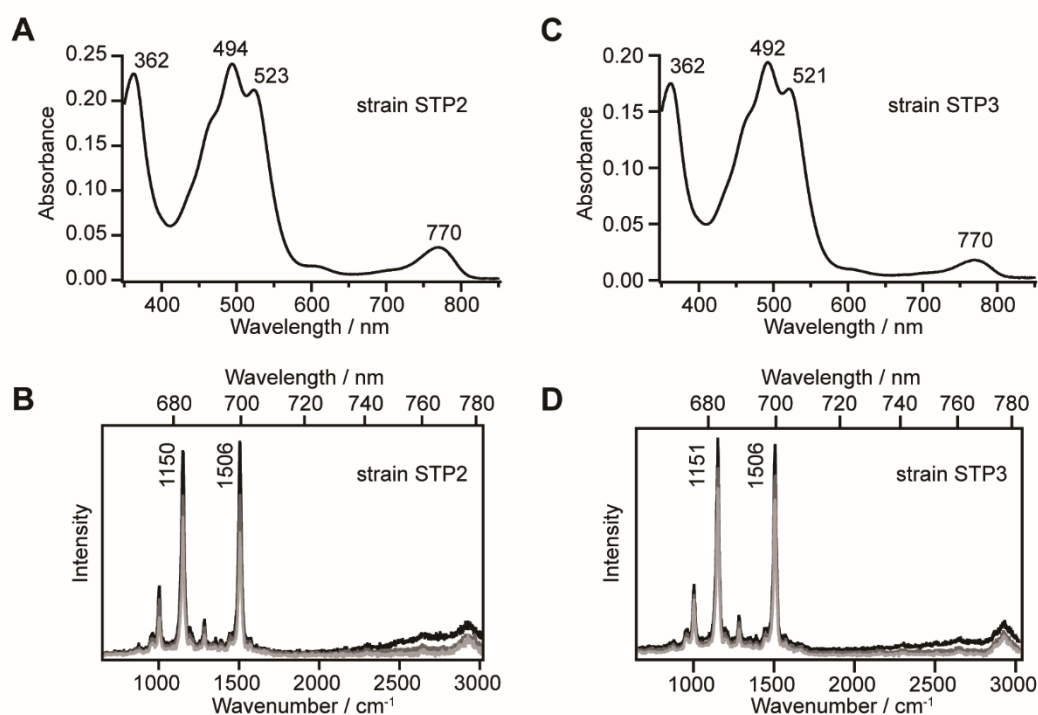 A
0.25
0.20
0.15
0.10
0.05
0.00
Absorbance
362
494
523
770
strain STP2
400 500 600 700 800
Wavelength / nm
C
0.20
0.15
0.10
0.05
0.00
Absorbance
362
492
521
770
strain STP3
400 500 600 700 800
Wavelength / nm
B
Wavelength / nm
680 700 720 740 760 780
1150
1506
strain STP2
Intensity
1000 1500 2000 2500 3000
Wavenumber / cm⁻¹
D
Wavelength / nm
680 700 720 740 760 780
1151
1506
strain STP3
Intensity
1000 1500 2000 2500 3000
Wavenumber / cm⁻¹